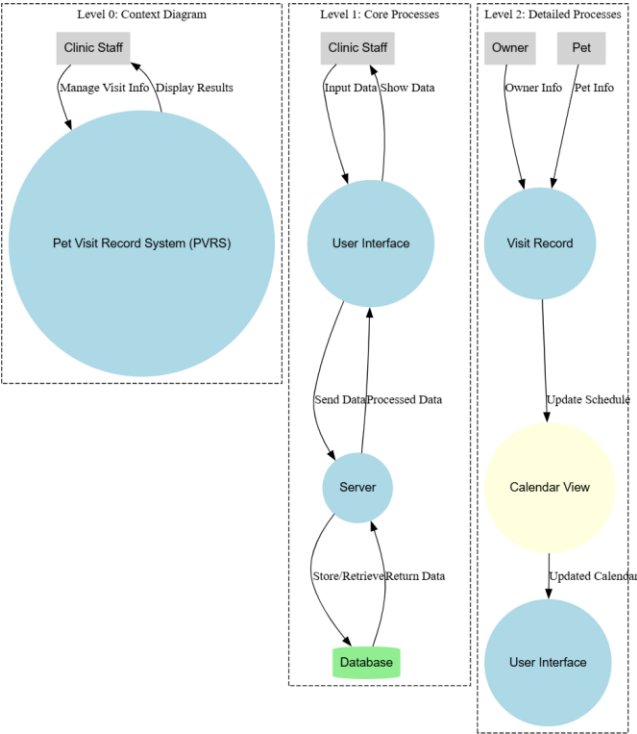 Level 0: Context Diagram
Clinic Staff
Manage Visit Info
Display Results
Pet Visit Record System (PVRS)
Level 1: Core Processes
Clinic Staff
Input Data
Show Data
User Interface
Send Data
Processed Data
Server
Store/Retrieve
Return Data
Database
Level 2: Detailed Processes
Owner
Pet
Owner Info
Pet Info
Visit Record
Update Schedule
Calendar View
Updated Calendar
User Interface